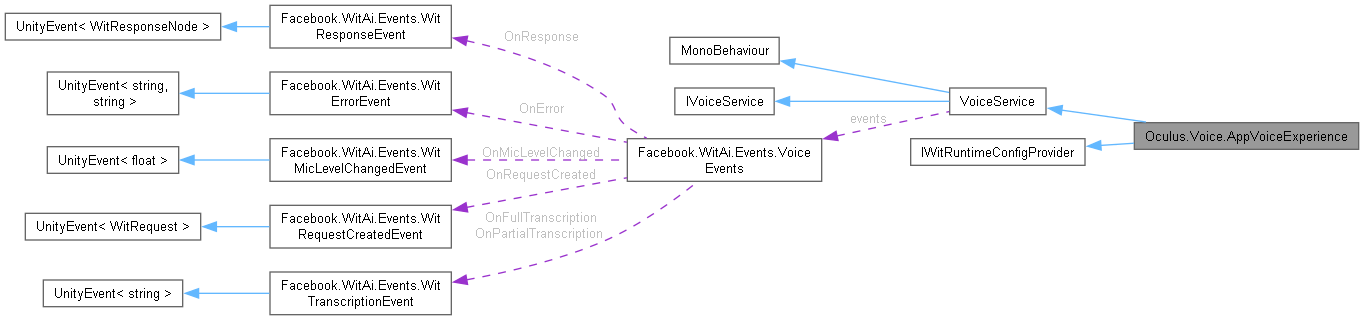 UnityEvent< WitResponseNode >
Facebook.WitAi.Events.Wit
ResponseEvent
OnResponse
MonoBehaviour
UnityEvent< string,
string >
Facebook.WitAi.Events.Wit
ErrorEvent
OnError
IVoiceService
VoiceService
events
Oculus.Voice.AppVoiceExperience
UnityEvent< float >
Facebook.WitAi.Events.Wit
MicLevelChangedEvent
OnMicLevelChanged
Facebook.WitAi.Events.Voice
Events
IWitRuntimeConfigProvider
OnRequestCreated
UnityEvent< WitRequest >
Facebook.WitAi.Events.Wit
RequestCreatedEvent
OnFullTranscription
OnPartialTranscription
UnityEvent< string >
Facebook.WitAi.Events.Wit
TranscriptionEvent